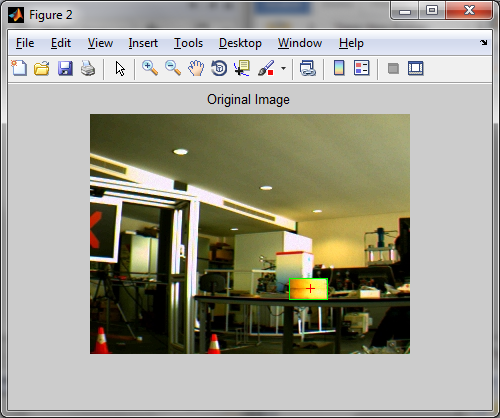 Figure 2
File Edit View Insert Tools Desktop Window Help
Original Image